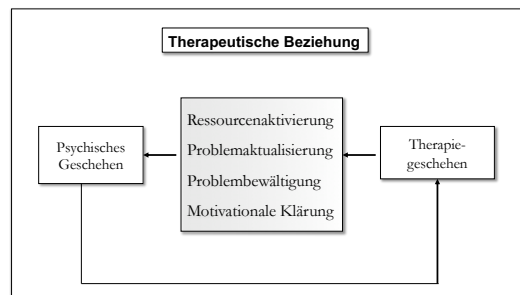 Therapeutische Beziehung
Psychisches
Geschehen
Ressourcenaktivierung
Problemaktualisierung
Problembewältigung
Motivationale Klärung
Therapie-
geschehen